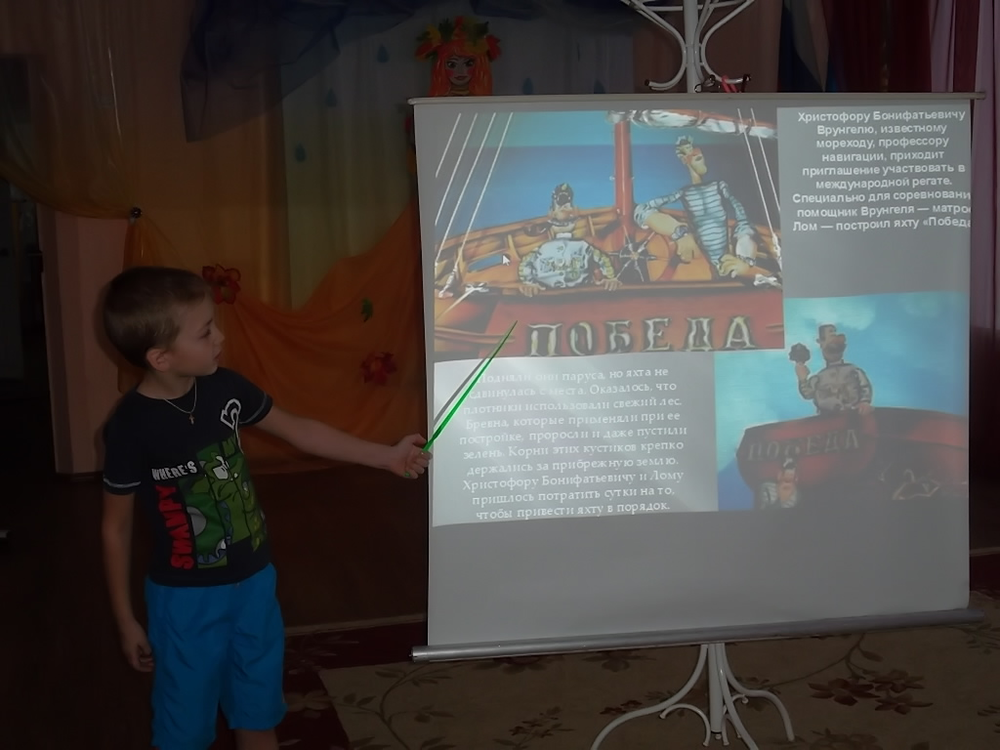 Христофору Бонифатьевичу
Врунгелю, известному
мореходу, профессору
навигации, приходит
приглашение участвовать в
международной регате.
Специально для соревновани
помощник Врунгеля — матро
Лом — построил яхту «Победа
ПОБЕДА
паруса, но яхта не
сдвинулась с места. Оказалось, что
плотники использовали свежий лес.
Бревна, которые применяли при ее
постройке, проросли и даже пустили
зелень. Корни этих кустиков крепко
держались за прибрежную землю.
Христофору Бонифатьевичу и Лому
пришлось потратить сутки на то,
чтобы привести яхту в порядок.
ПОБЕДА
WHERE'S
SWAMPY